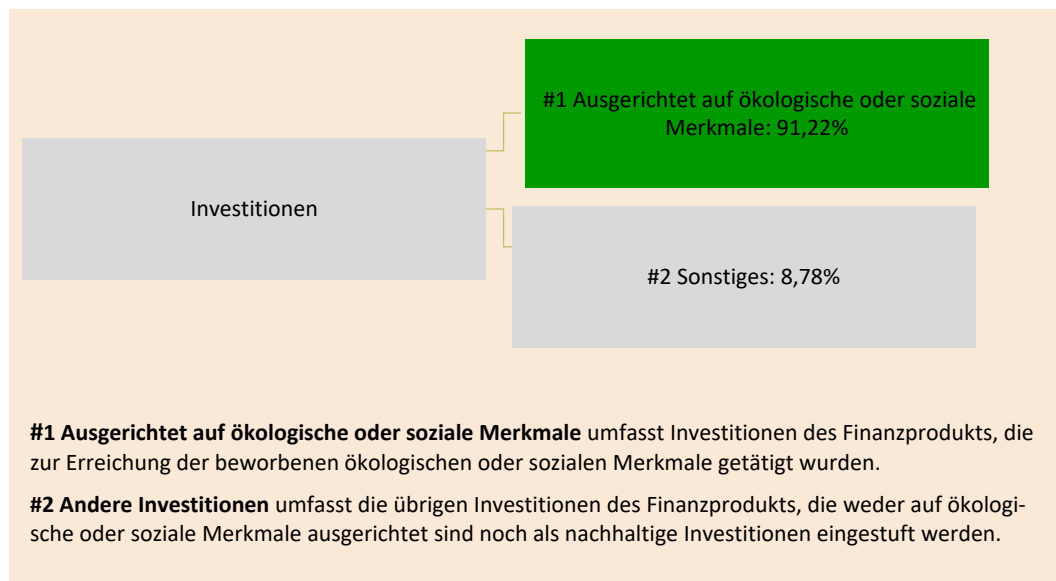 #1 Ausgerichtet auf ökologische oder soziale
Merkmale: 91,22%
Investitionen
#2 Sonstiges: 8,78%
#1 Ausgerichtet auf ökologische oder soziale Merkmale umfasst Investitionen des Finanzprodukts, die
zur Erreichung der beworbenen ökologischen oder sozialen Merkmale getätigt wurden.
#2 Andere Investitionen umfasst die übrigen Investitionen des Finanzprodukts, die weder auf ökologi-
sche oder soziale Merkmale ausgerichtet sind noch als nachhaltige Investitionen eingestuft werden.